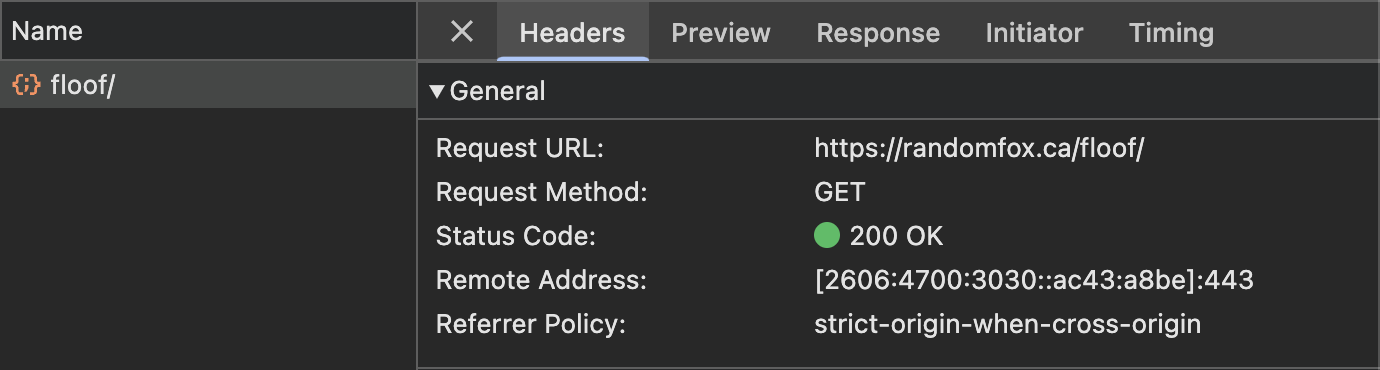 Name
floof/
Headers Preview Response Initiator Timing
General
Request URL: https://randomfox.ca/floof/
Request Method: GET
Status Code: 200 OK
Remote Address: [2606:4700:3030::ac43:a8be]:443
Referrer Policy: strict-origin-when-cross-origin